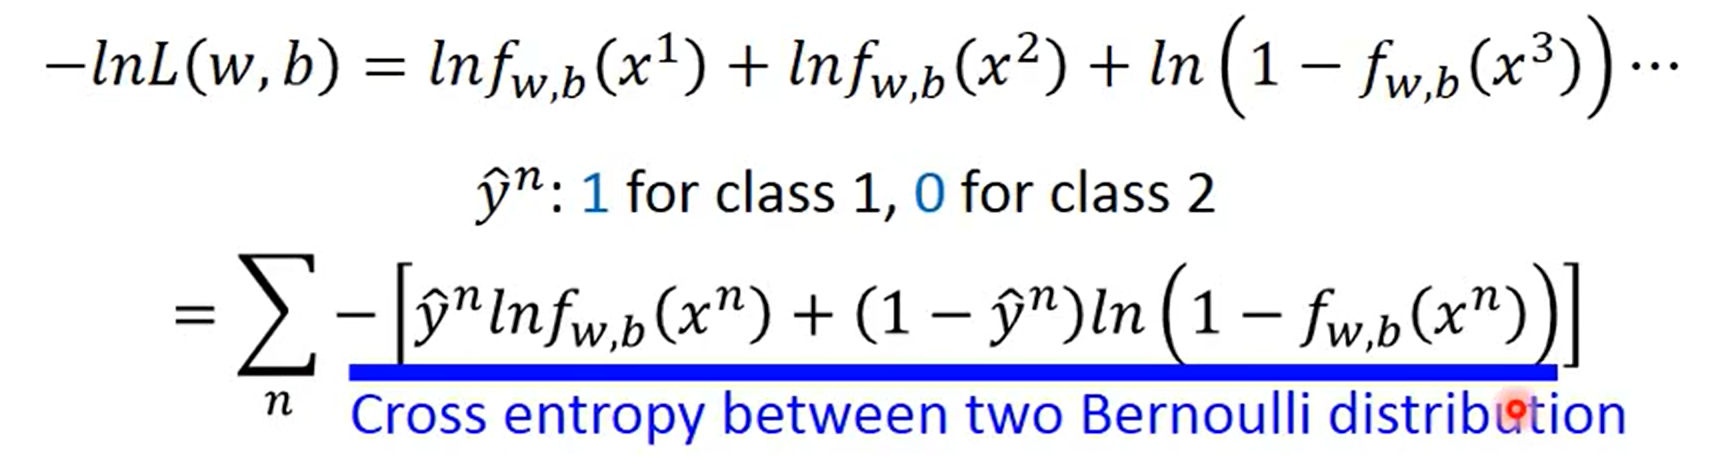 −lnL(w, b) = lnf_{w,b}(x^1) + lnf_{w,b}(x^2) + ln(1 − f_{w,b}(x^3)) ⋯
ŷ^n: 1 for class 1, 0 for class 2
= ∑_n −[ŷ^n lnf_{w,b}(x^n) + (1 − ŷ^n)ln(1 − f_{w,b}(x^n))]
Cross entropy between two Bernoulli distribution